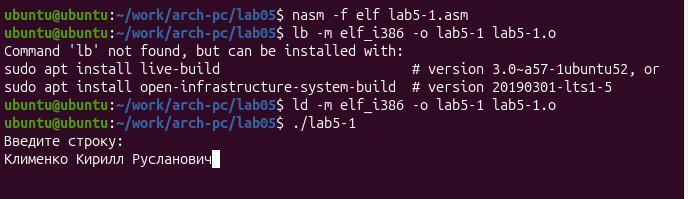 ubuntu@ubuntu:~/work/arch-pc/lab05$ nasm -f elf lab5-1.asm
ubuntu@ubuntu:~/work/arch-pc/lab05$ lb -m elf_i386 -o lab5-1 lab5-1.o
Command 'lb' not found, but can be installed with:
sudo apt install live-build                       # version 3.0~a57-1ubuntu52, or
sudo apt install open-infrastructure-system-build  # version 20190301-lts1-5
ubuntu@ubuntu:~/work/arch-pc/lab05$ ld -m elf_i386 -o lab5-1 lab5-1.o
ubuntu@ubuntu:~/work/arch-pc/lab05$ ./lab5-1
Введите строку:
Клименко Кирилл Русланович